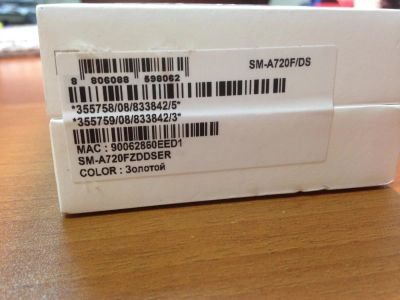 SM-A720F/DS
8 806088 598062
*355758/08/833842/5*
*355759/08/833842/3*
MAC : 90062860EED1
SM-A720FZDDSER
COLOR : Золотой